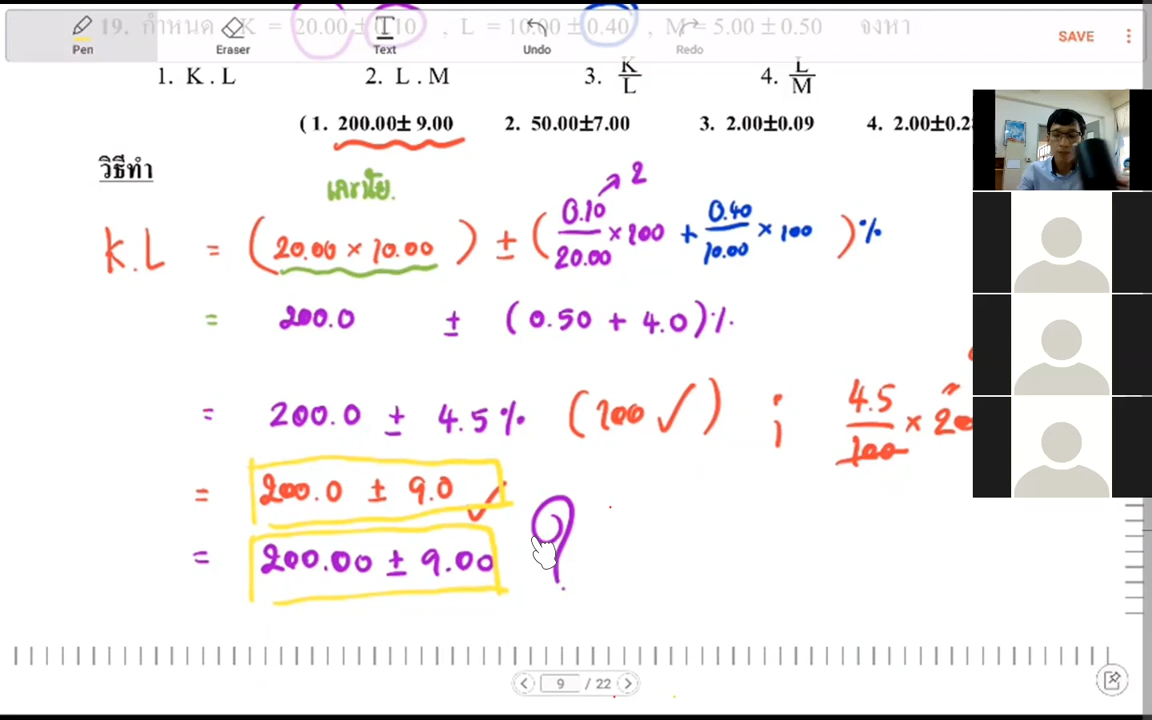 19. กำหนด K = 20.00 ± 0.10 , L = 10.00 ± 0.40 , M = 5.00 ± 0.50 จงหา
Pen
Eraser
Text
Undo
Redo
SAVE
1. K . L 2. L . M 3. K/L 4. L/M
( 1. 200.00± 9.00 2. 50.00±7.00 3. 2.00±0.09 4. 2.00±0.2
วิธีทำ
เลขนัย.
2
K.L = (20.00 × 10.00) ± (0.10/20.00 × 100 + 0.40/10.00 × 100)%
= 200.0 ± (0.50 + 4.0)%
= 200.0 ± 4.5% (100 ✓) ; 4.5/100 × 20
= 200.0 ± 9.0 ✓
= 200.00 ± 9.00 ?
9 / 22